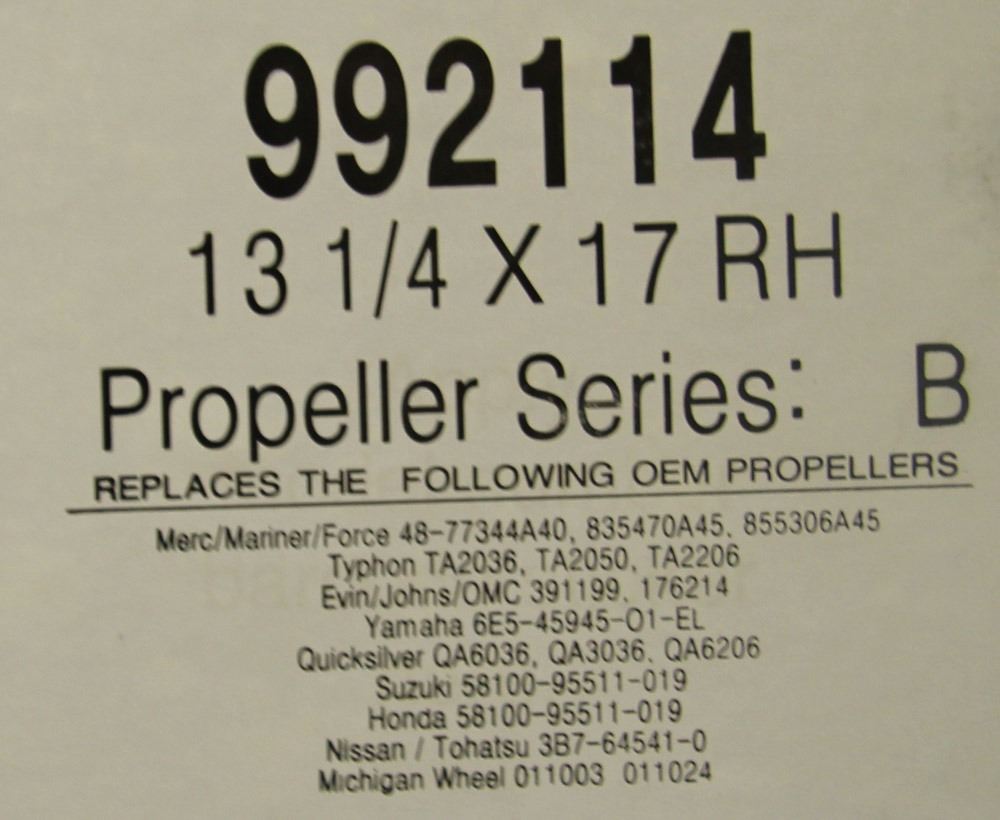 992114
13 1/4 X 17 RH
Propeller Series: B
REPLACES THE FOLLOWING OEM PROPELLERS
Merc/Mariner/Force 48-77344A40, 835470A45, 855306A45
Typhon TA2036, TA2050, TA2206
Evin/Johns/OMC 391199, 176214
Yamaha 6E5-45945-01-EL
Quicksilver QA6036, QA3036, QA6206
Suzuki 58100-95511-019
Honda 58100-95511-019
Nissan / Tohatsu 3B7-64541-0
Michigan Wheel 011003 011024